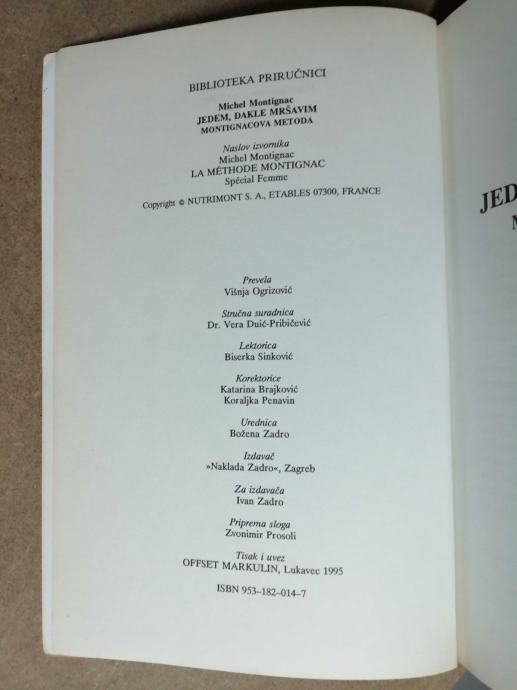 BIBLIOTEKA PRIRUČNICI
Michel Montignac
JEDEM, DAKLE MRŠAVIM
MONTIGNACOVA METODA
Naslov izvornika
Michel Montignac
LA MÉTHODE MONTIGNAC
Spécial Femme
Copyright © NUTRIMONT S. A., ETABLES 07300, FRANCE
Prevela
Višnja Ogrizović
Stručna suradnica
Dr. Vera Duić-Pribičević
Lektorica
Biserka Sinković
Korektorice
Katarina Brajković
Koraljka Penavin
Urednica
Božena Zadro
Izdavač
»Naklada Zadro«, Zagreb
Za izdavača
Ivan Zadro
Priprema sloga
Zvonimir Prosoli
Tisak i uvez
OFFSET MARKULIN, Lukavec 1995
ISBN 953-182-014-7
JED